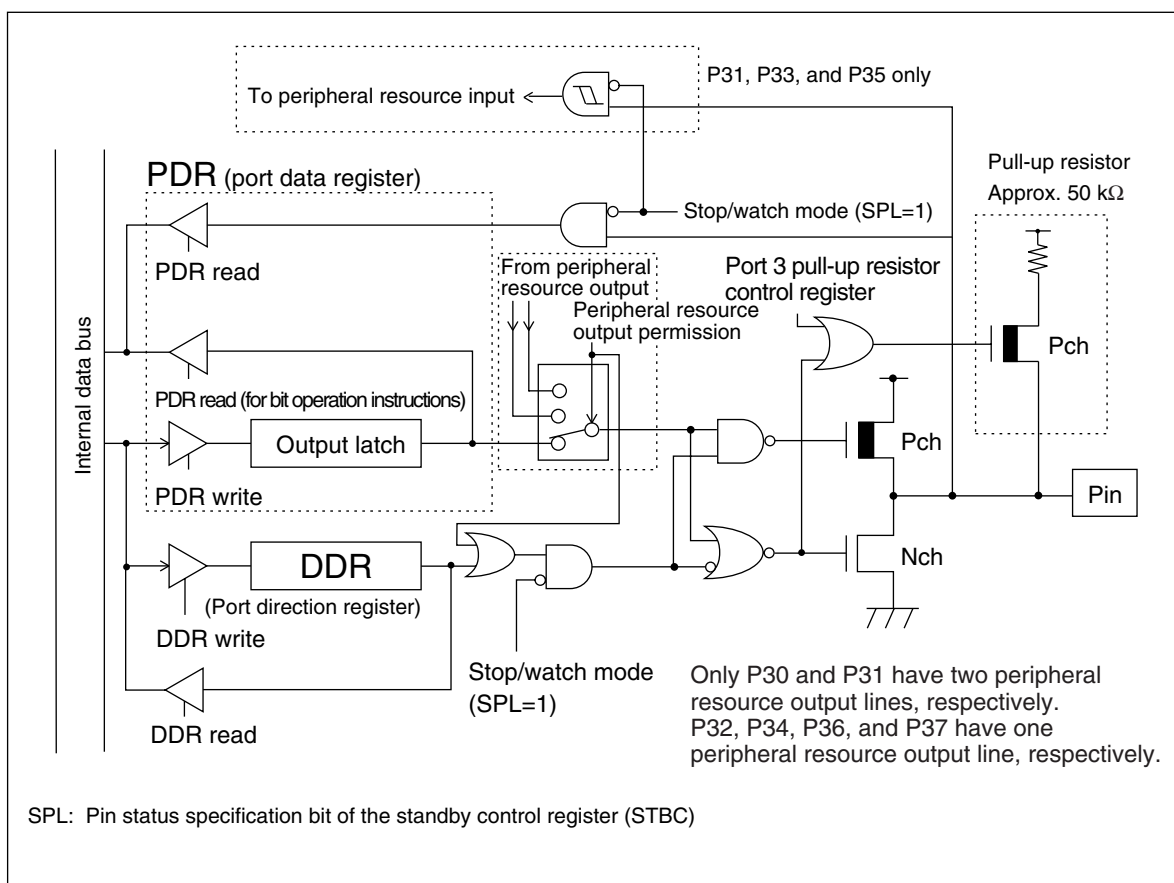 P31, P33, and P35 only
To peripheral resource input
PDR (port data register)
Pull-up resistor
Approx. 50 kΩ
Stop/watch mode (SPL=1)
PDR read
From peripheral
resource output
Port 3 pull-up resistor
control register
Peripheral resource
output permission
Pch
Internal data bus
PDR read (for bit operation instructions)
Output latch
Pch
PDR write
Pin
DDR
Nch
(Port direction register)
DDR write
Stop/watch mode
(SPL=1)
DDR read
Only P30 and P31 have two peripheral
resource output lines, respectively.
P32, P34, P36, and P37 have one
peripheral resource output line, respectively.
SPL: Pin status specification bit of the standby control register (STBC)